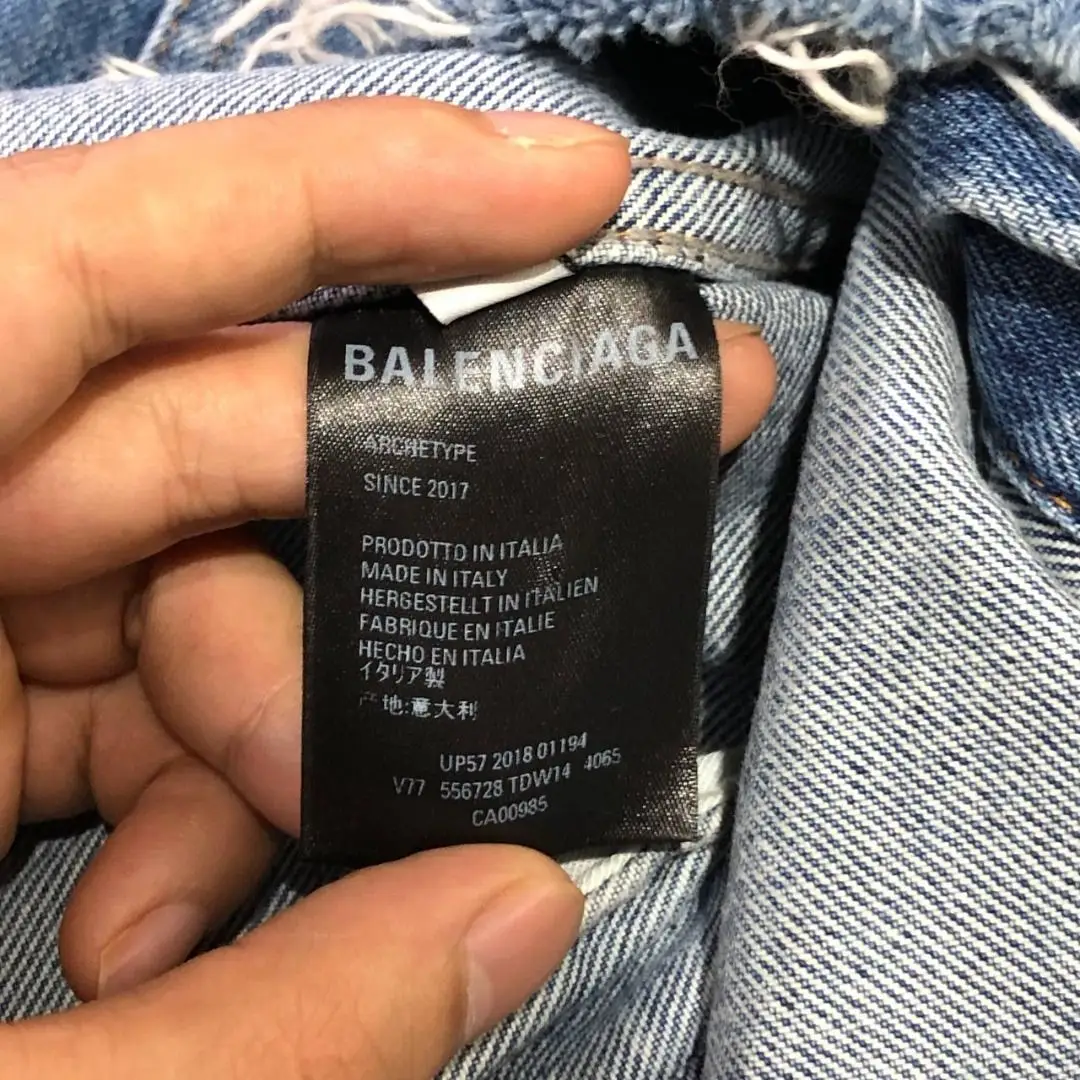 BALENCIAGA
ARCHETYPE
SINCE 2017
PRODOTTO IN ITALIA
MADE IN ITALY
HERGESTELLT IN ITALIEN
FABRIQUE EN ITALIE
HECHO EN ITALIA
イタリア製
产地:意大利
UP57 2018 01194
V77 556728 TDW14 4065
CA00985